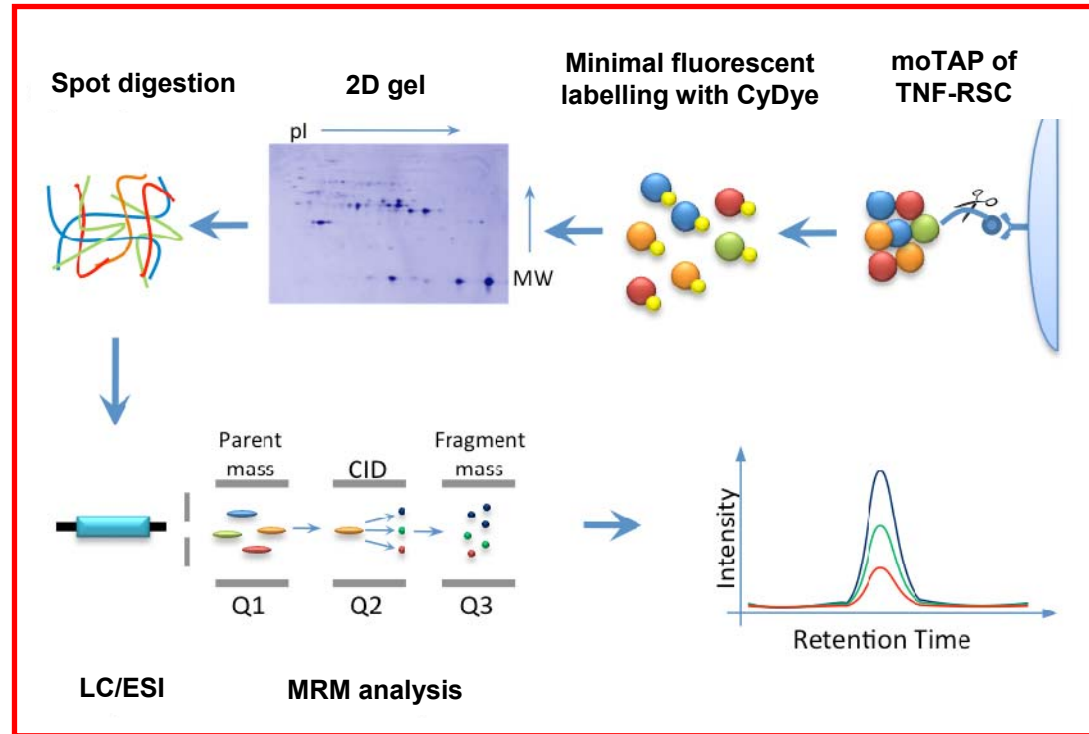 Spot digestion
2D gel
Minimal fluorescent
labelling with CyDye
moTAP of
TNF-RSC
pI
MW
Parent
mass
CID
Fragment
mass
Q1
Q2
Q3
Intensity
Retention Time
LC/ESI
MRM analysis